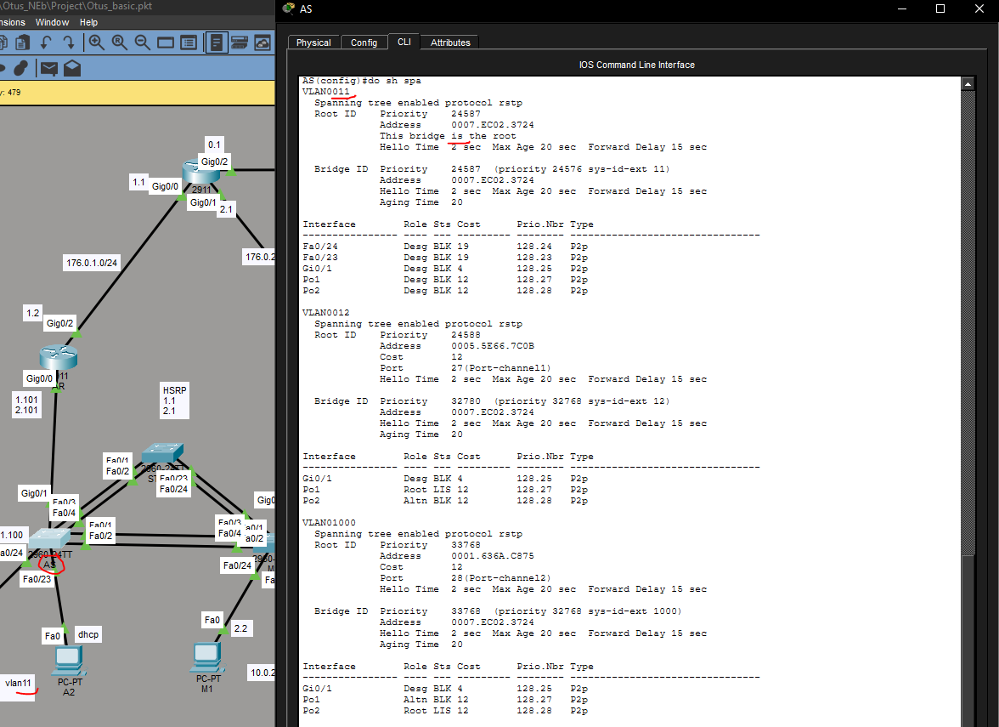 \Otus_NEb\Project\Otus_basic.pkt
AS
nsions Window Help
Physical Config CLI Attributes
IOS Command Line Interface
y: 479
0.1
Gig0/2
1.1
Gig0/0
2911
Gig0/1
2.1
176.0.1.0/24
176.0.2
1.2
Gig0/2
Gig0/0
AR
1.101
2.101
HSRP
1.1
2.1
Fa0/1
Fa0/2
2960-24TT
Fa0/23
Fa0/24
Gig0/1
Fa0/3
Fa0/4
Fa0/1
Fa0/2
Gig0
Fa0/3
Fa0/4
a0/1
a0/2
1.100
a0/24
2960-24TT
AS
2960-
Fa0/24
Fa0/23
Fa
Fa0
dhcp
Fa0
2.2
vlan11
PC-PT
A2
PC-PT
M1
10.0.2
AS(config)#do sh spa
VLAN0011
Spanning tree enabled protocol rstp
Root ID Priority 24587
Address 0007.EC02.3724
This bridge is the root
Hello Time 2 sec Max Age 20 sec Forward Delay 15 sec
Bridge ID Priority 24587 (priority 24576 sys-id-ext 11)
Address 0007.EC02.3724
Hello Time 2 sec Max Age 20 sec Forward Delay 15 sec
Aging Time 20
Interface Role Sts Cost Prio.Nbr Type
---------------- ---- --- --------- -------- --------------------------------
Fa0/24 Desg BLK 19 128.24 P2p
Fa0/23 Desg BLK 19 128.23 P2p
Gi0/1 Desg BLK 4 128.25 P2p
Po1 Desg BLK 12 128.27 P2p
Po2 Desg BLK 12 128.28 P2p
VLAN0012
Spanning tree enabled protocol rstp
Root ID Priority 24588
Address 0005.5E66.7C0B
Cost 12
Port 27(Port-channel1)
Hello Time 2 sec Max Age 20 sec Forward Delay 15 sec
Bridge ID Priority 32780 (priority 32768 sys-id-ext 12)
Address 0007.EC02.3724
Hello Time 2 sec Max Age 20 sec Forward Delay 15 sec
Aging Time 20
Interface Role Sts Cost Prio.Nbr Type
---------------- ---- --- --------- -------- --------------------------------
Gi0/1 Desg BLK 4 128.25 P2p
Po1 Root LIS 12 128.27 P2p
Po2 Altn BLK 12 128.28 P2p
VLAN01000
Spanning tree enabled protocol rstp
Root ID Priority 33768
Address 0001.636A.C875
Cost 12
Port 28(Port-channel2)
Hello Time 2 sec Max Age 20 sec Forward Delay 15 sec
Bridge ID Priority 33768 (priority 32768 sys-id-ext 1000)
Address 0007.EC02.3724
Hello Time 2 sec Max Age 20 sec Forward Delay 15 sec
Aging Time 20
Interface Role Sts Cost Prio.Nbr Type
---------------- ---- --- --------- -------- --------------------------------
Gi0/1 Desg BLK 4 128.25 P2p
Po1 Altn BLK 12 128.27 P2p
Po2 Root LIS 12 128.28 P2p